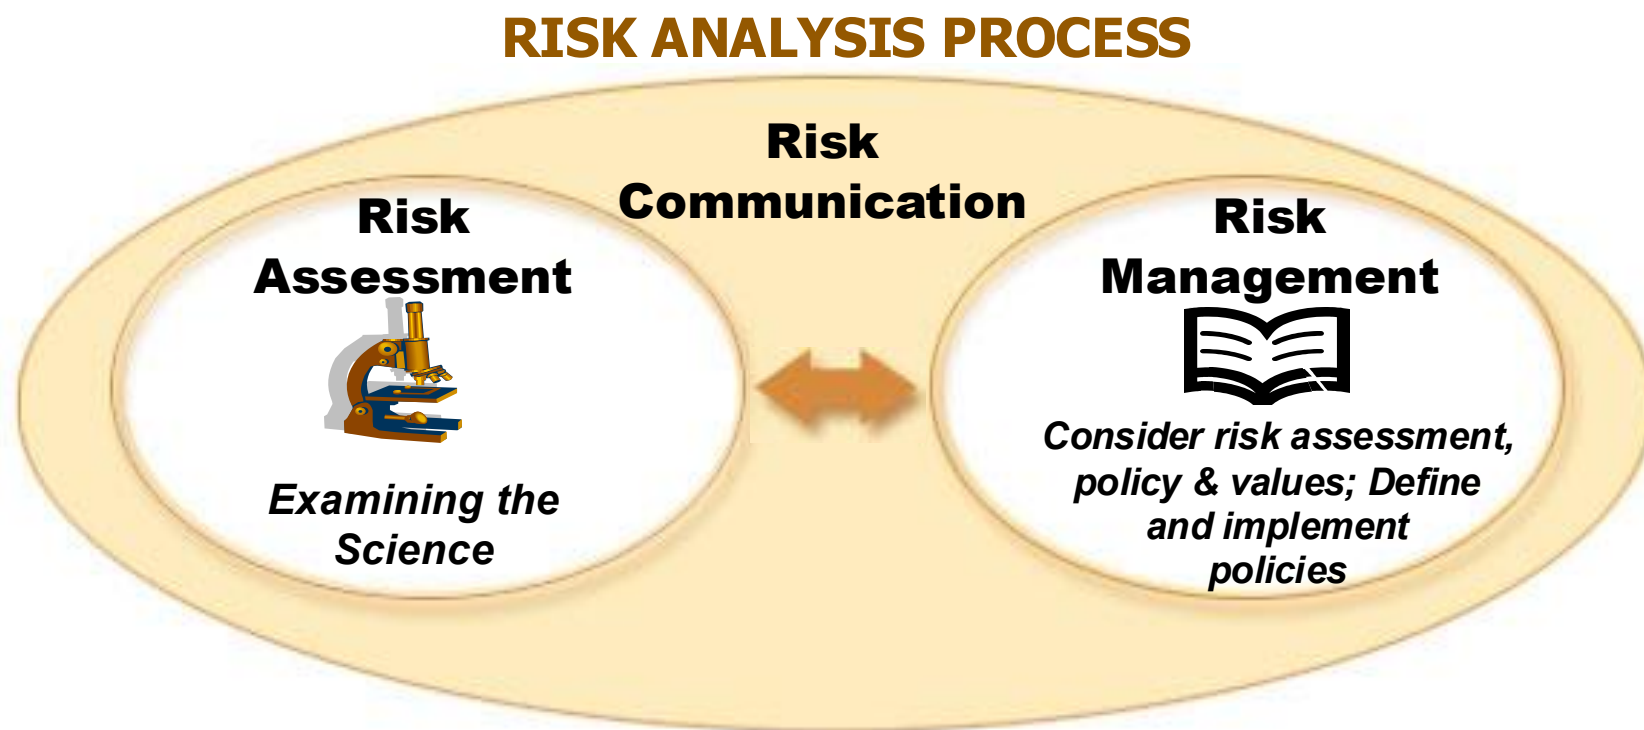 RISK ANALYSIS PROCESS
Risk
Communication
Risk
Assessment
Examining the
Science
Risk
Management
Consider risk assessment,
policy & values; Define
and implement
policies